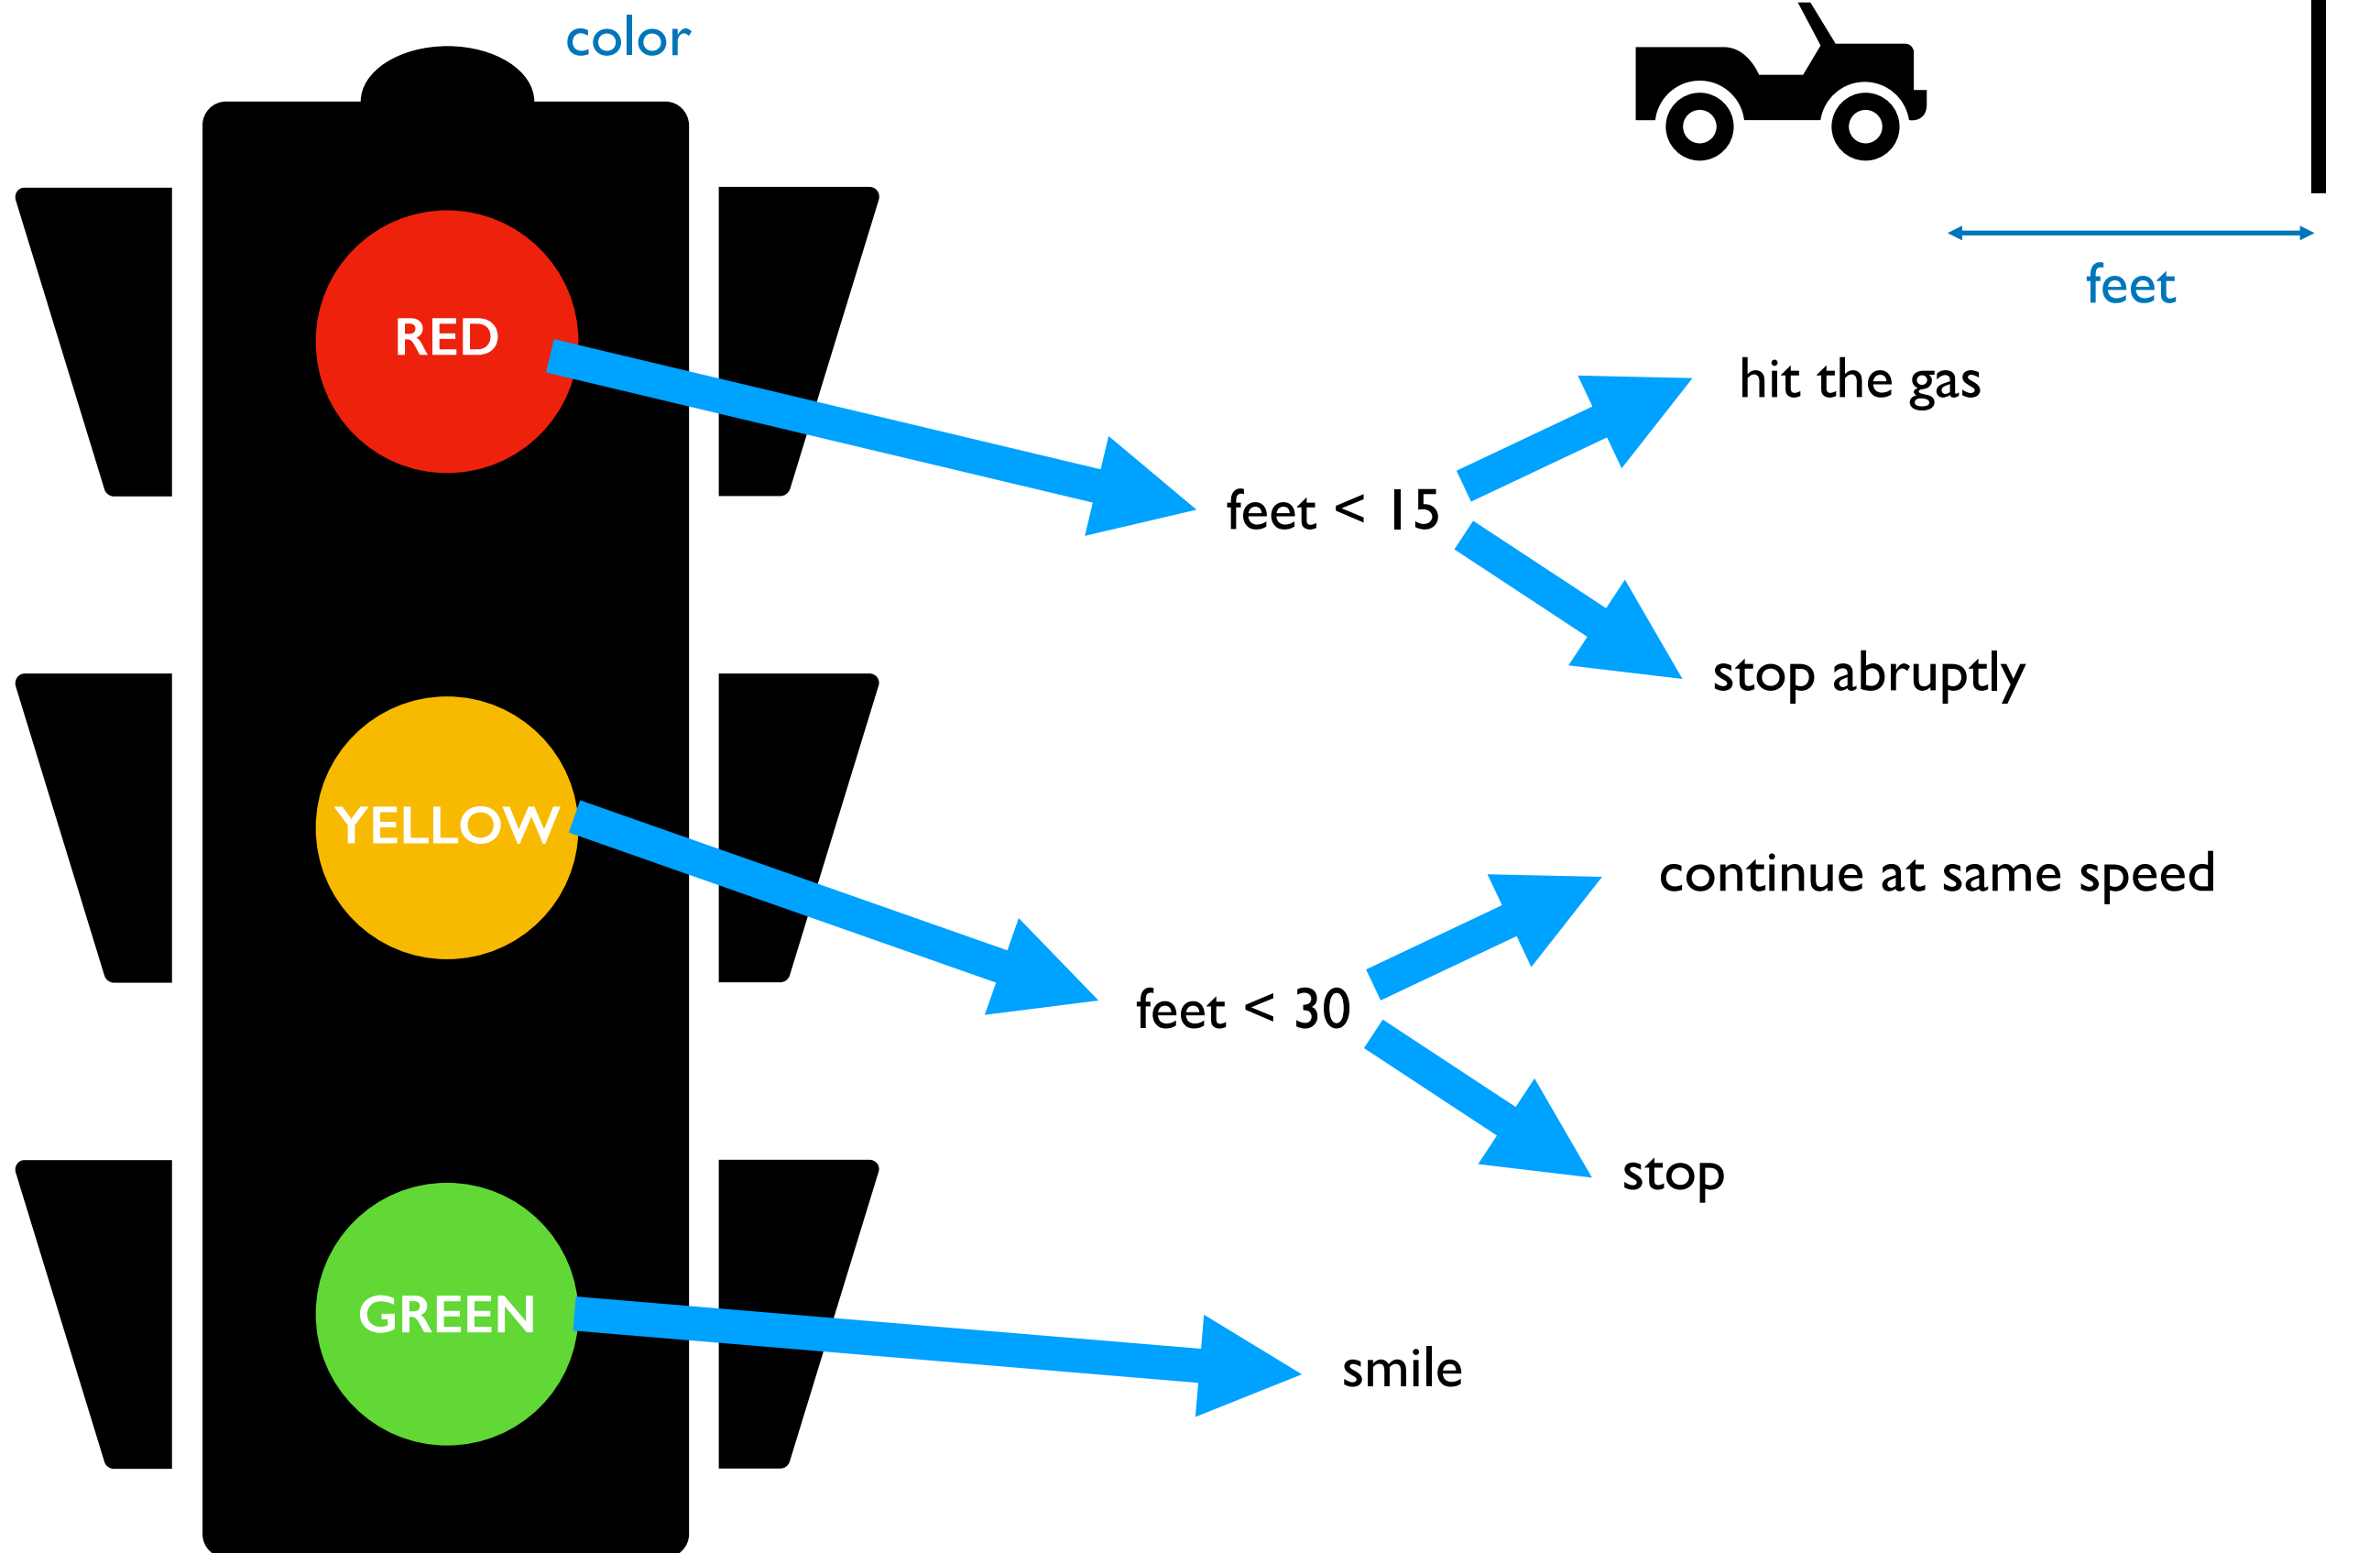 color
feet
RED
hit the gas
feet < 15
stop abruptly
YELLOW
continue at same speed
feet < 30
stop
GREEN
smile